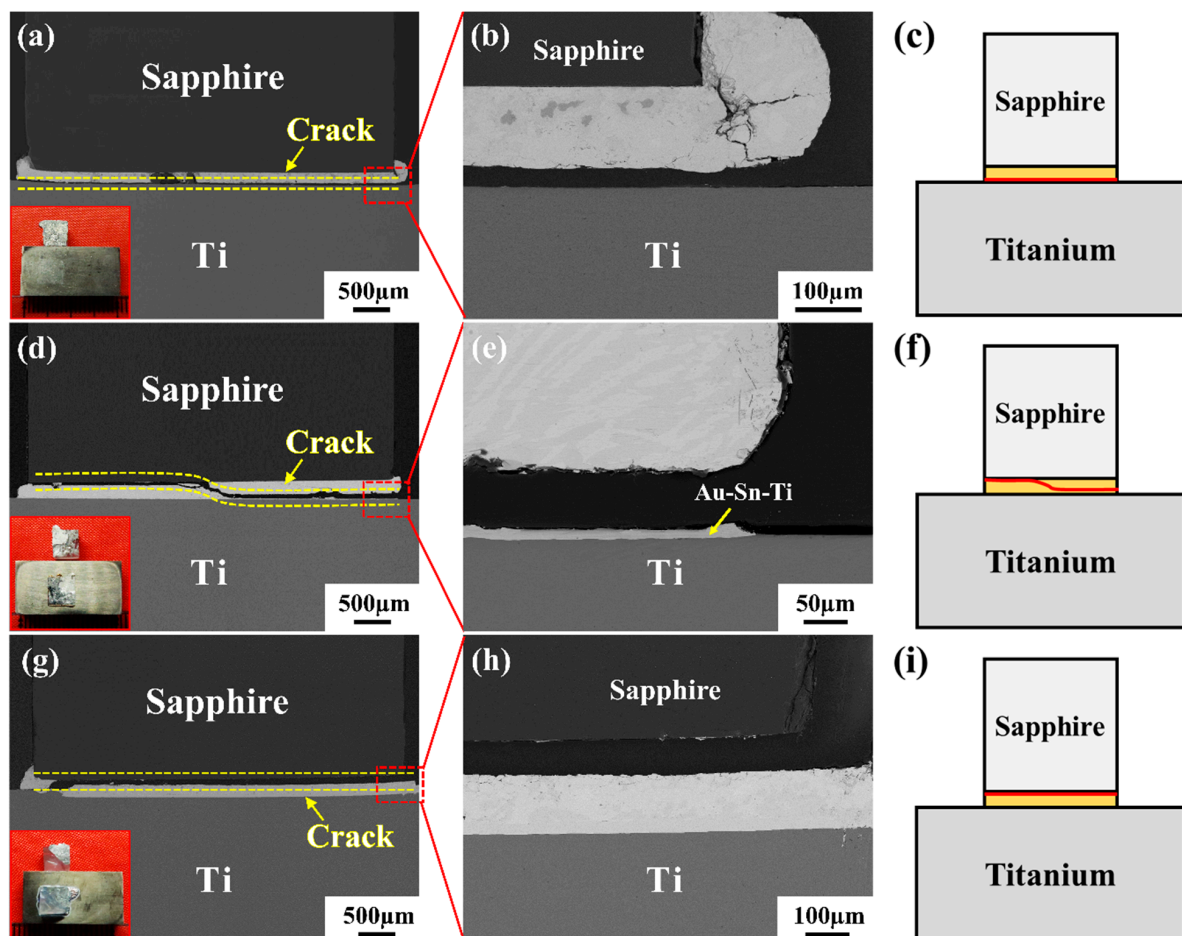 (a)
Sapphire
Crack
Ti
500μm
(b)
Sapphire
Ti
100μm
(c)
Sapphire
Titanium
(d)
Sapphire
Crack
Ti
500μm
(e)
Au-Sn-Ti
Ti
50μm
(f)
Sapphire
Titanium
(g)
Sapphire
Crack
Ti
500μm
(h)
Sapphire
Ti
100μm
(i)
Sapphire
Titanium